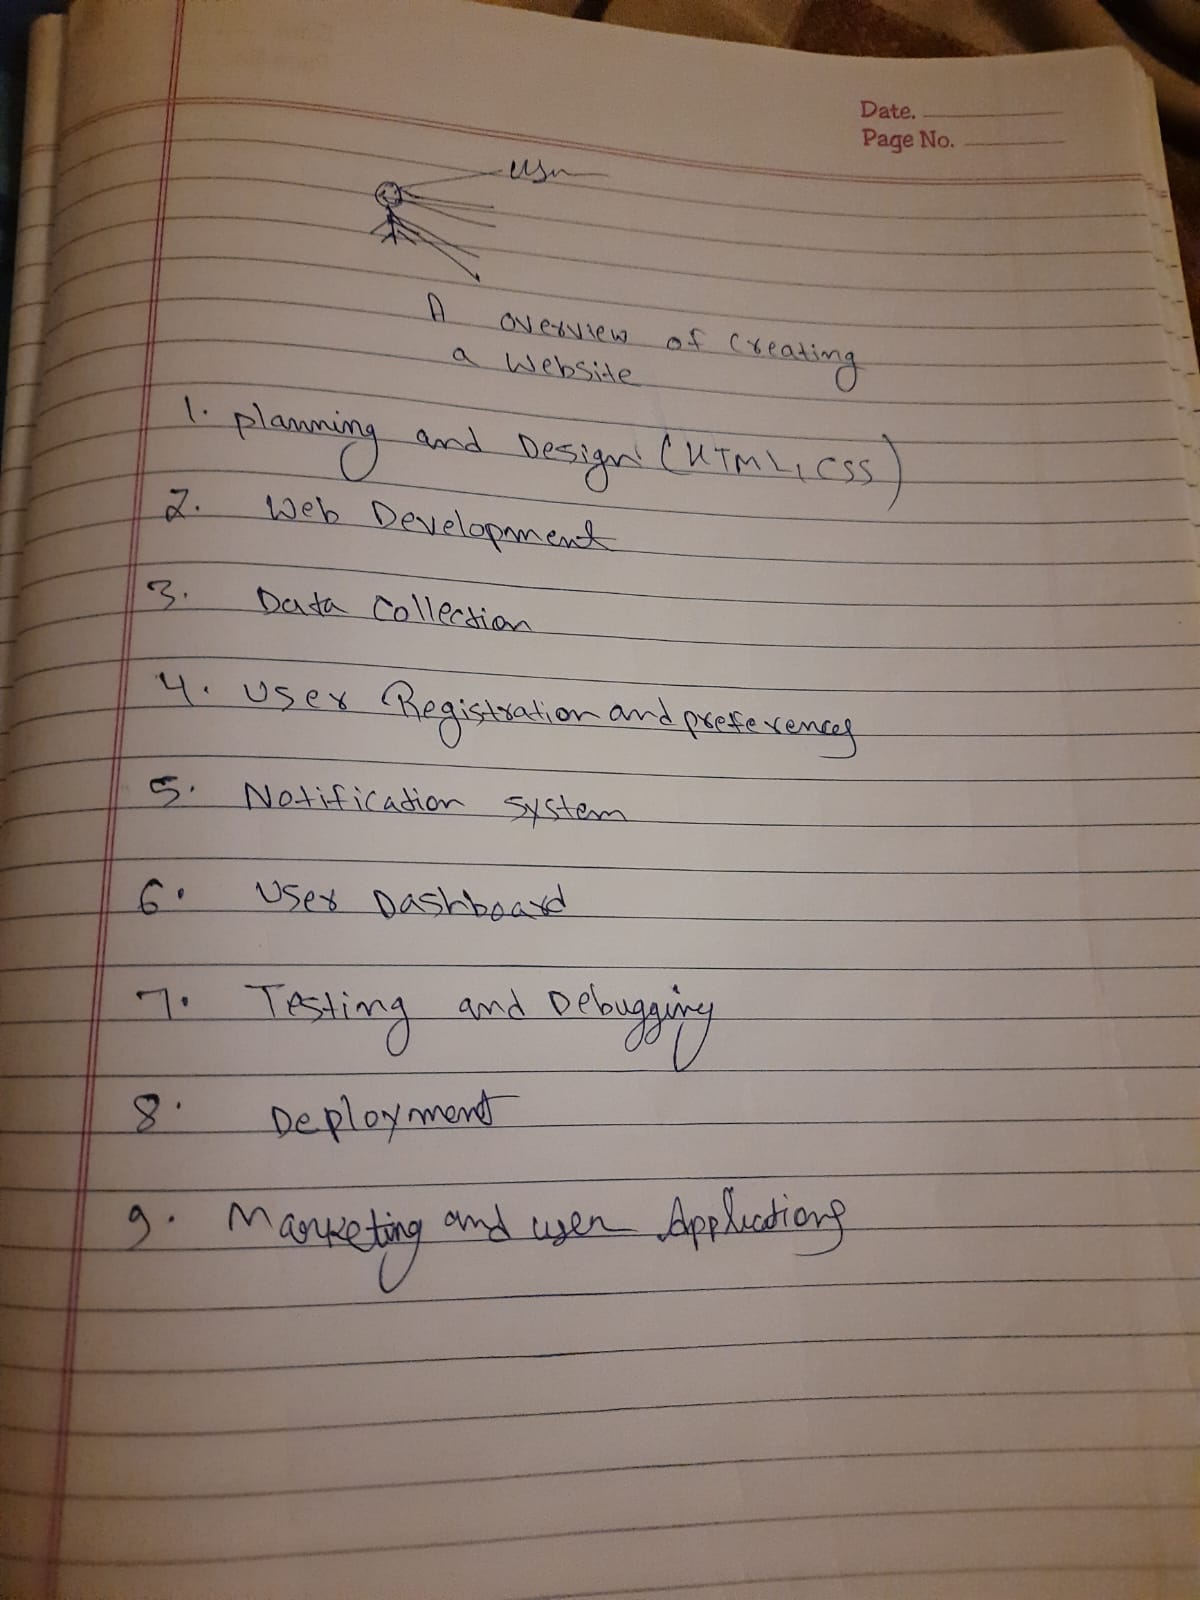 Date.
Page No.
User
A overview of Creating
a Website
1. planning and Design: (HTML, CSS)
2. Web Development
3. Data Collection
4. User Registration and preferences
5. Notification System
6. User Dashboard
7. Testing and Debugging
8. Deployment
9. Marketing and user Applications